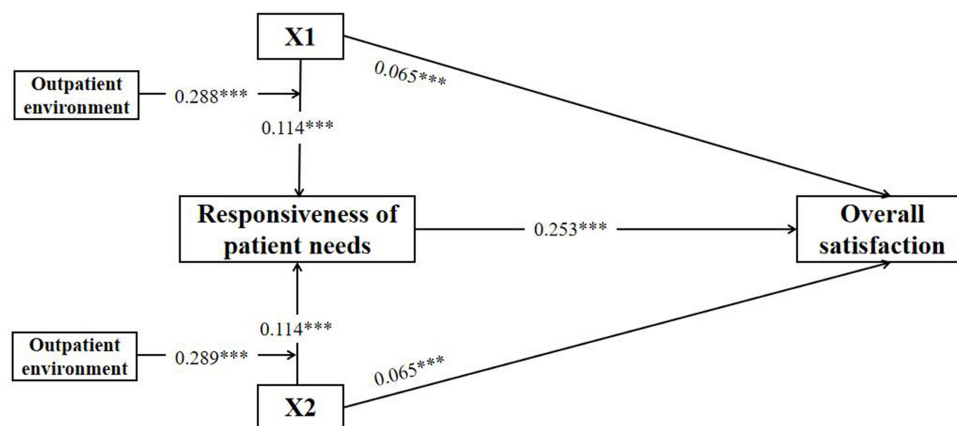 X1
0.065***
Outpatient
environment
0.288***
0.114***
Responsiveness of
patient needs
0.253***
Overall
satisfaction
0.114***
Outpatient
environment
0.289***
0.065***
X2